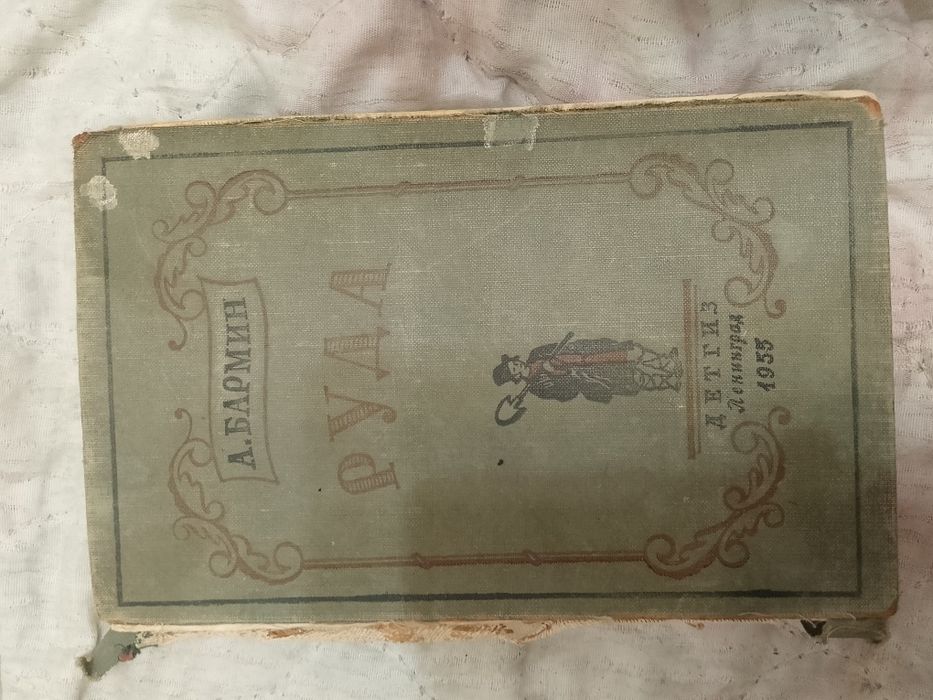 А. БАРМИН
РУДА
ДЕТГИЗ
Ленинград
1955